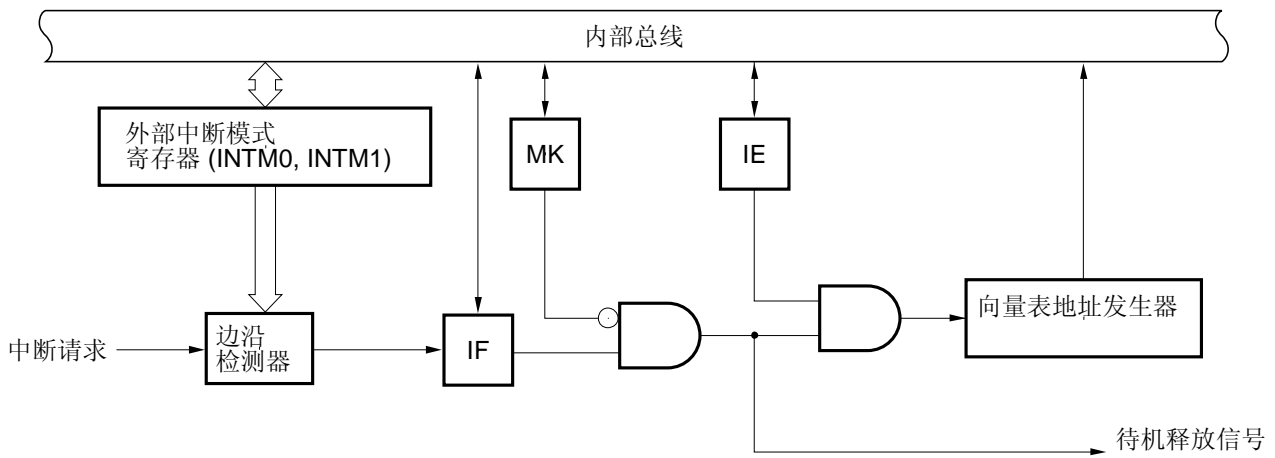 内部总线
外部中断模式
寄存器 (INTM0, INTM1)
MK
IE
向量表地址发生器
中断请求
边沿
检测器
IF
待机释放信号